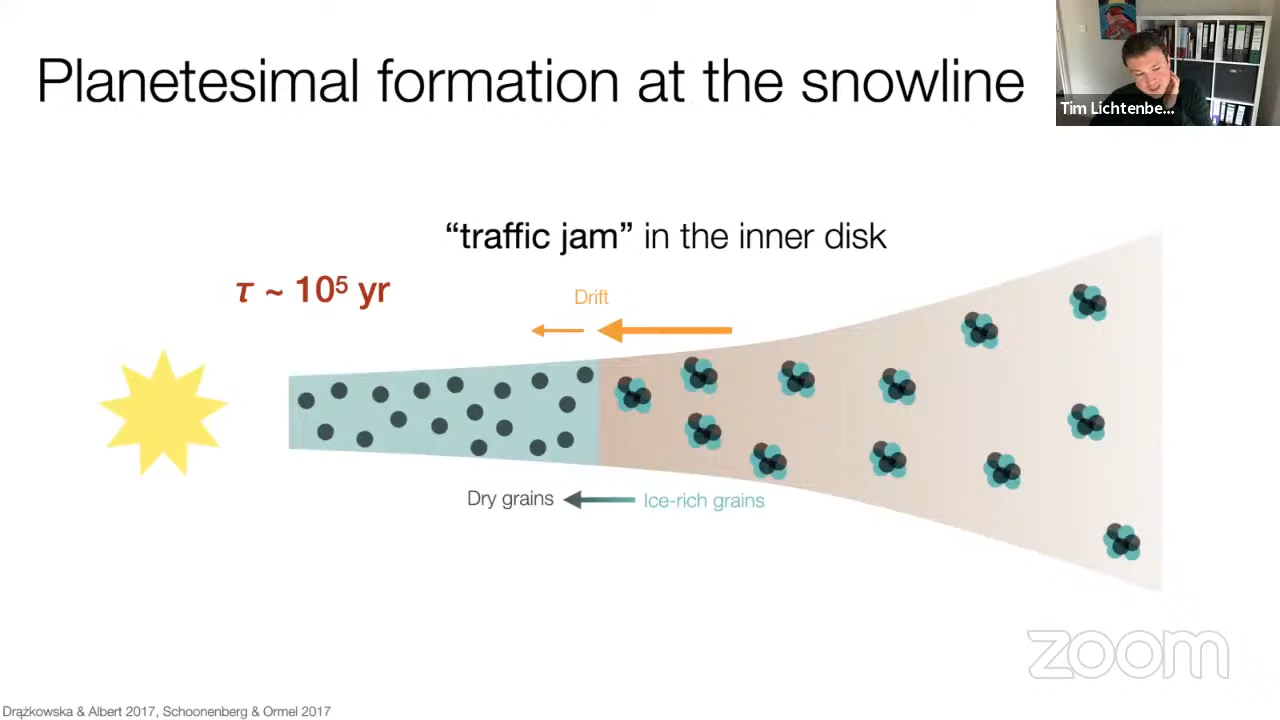 Planetesimal formation at the snowline
Tim Lichtenbe...
“traffic jam” in the inner disk
τ ~ 10⁵ yr
Drift
Dry grains
Ice-rich grains
zoom
Drążkowska & Albert 2017, Schoonenberg & Ormel 2017